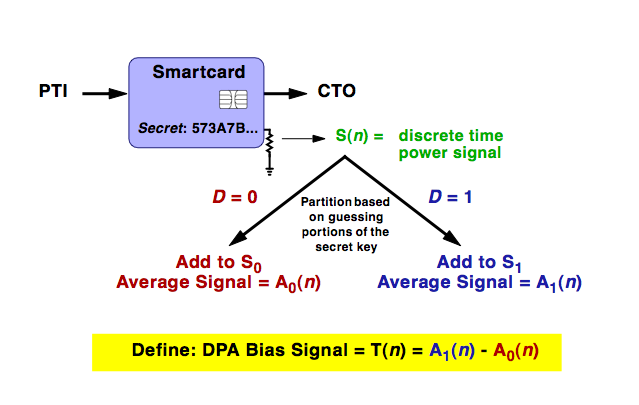 Smartcard
PTI
CTO
Secret: 573A7B...
S(n) = discrete time
power signal
D = 0
D = 1
Partition based
on guessing
portions of the
secret key
Add to S0
Average Signal = A0(n)
Add to S1
Average Signal = A1(n)
Define: DPA Bias Signal = T(n) = A1(n) - A0(n)